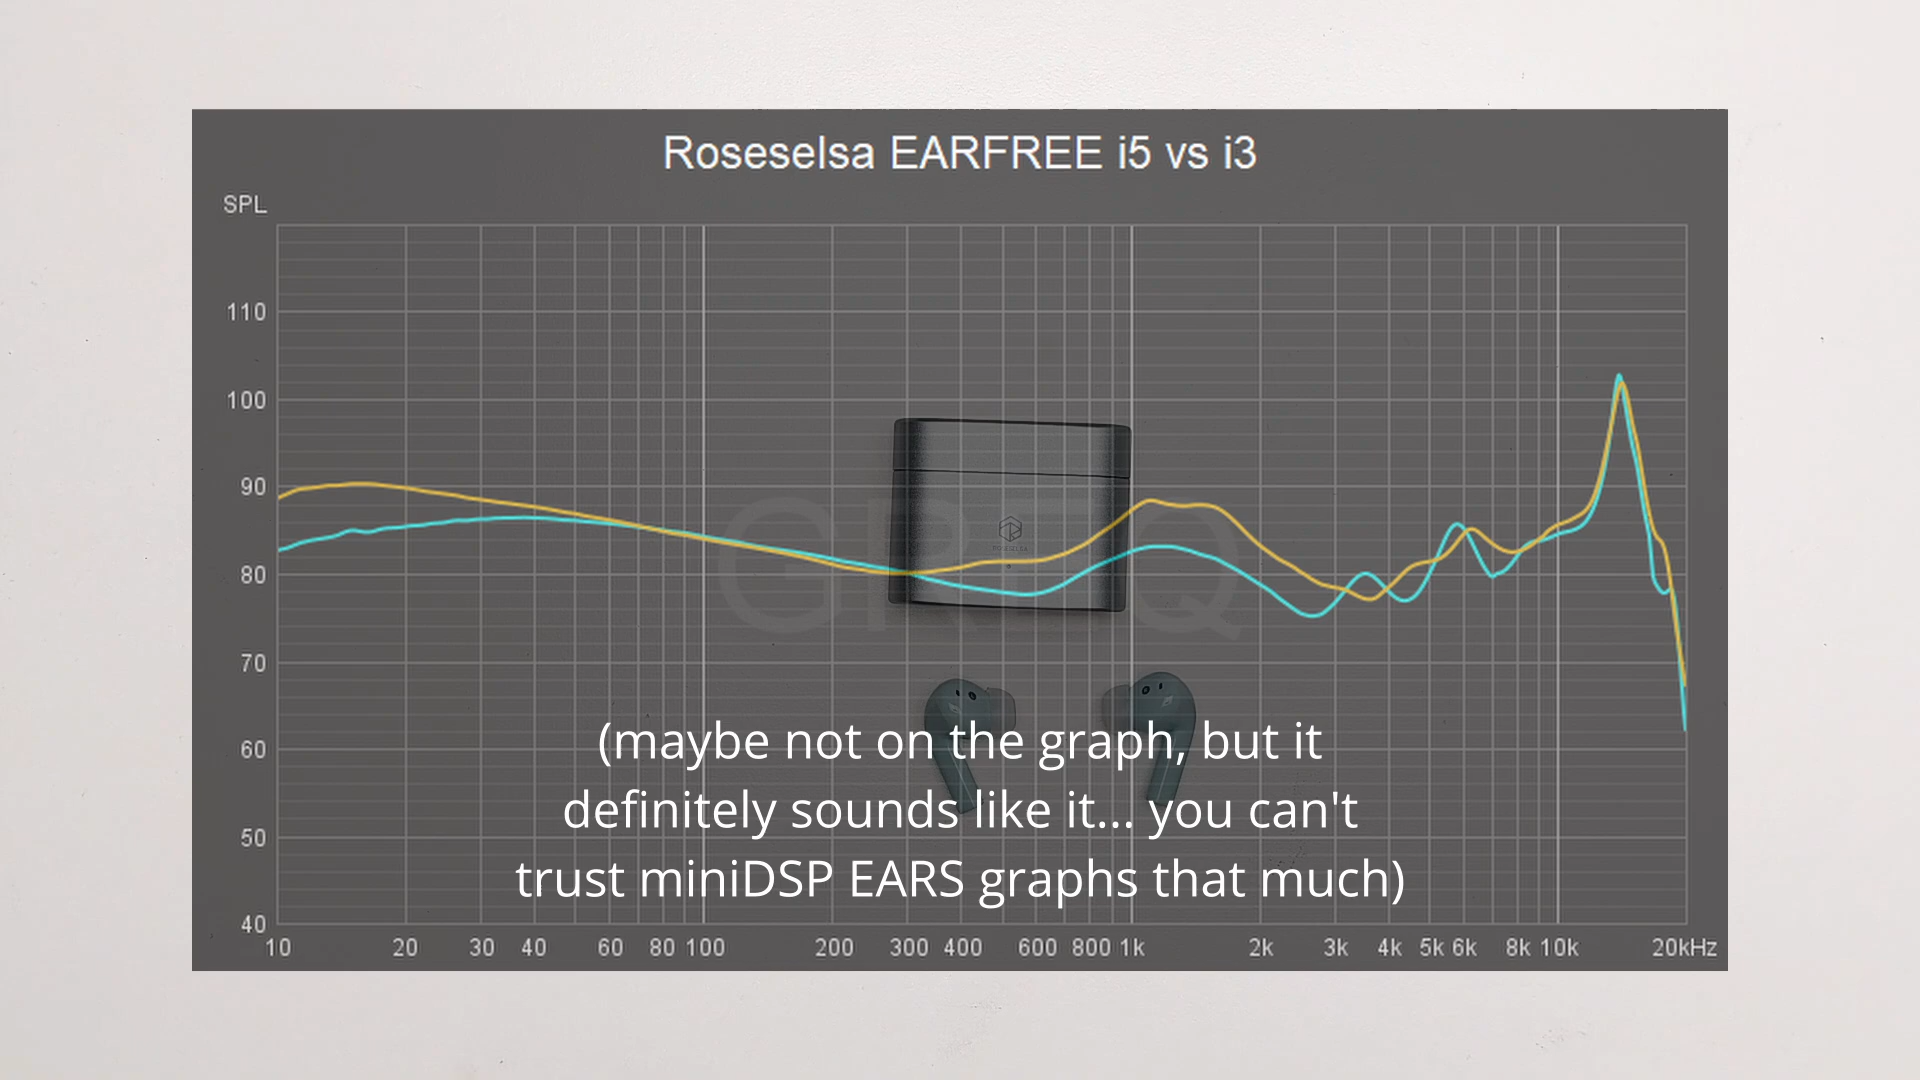 Roseselsa EARFREE i5 vs i3
SPL
110
100
90
80
70
60
50
40
10 20 30 40 60 80 100 200 300 400 600 800 1k 2k 3k 4k 5k 6k 8k 10k 20kHz
GREQ
(maybe not on the graph, but it
definitely sounds like it... you can't
trust miniDSP EARS graphs that much)